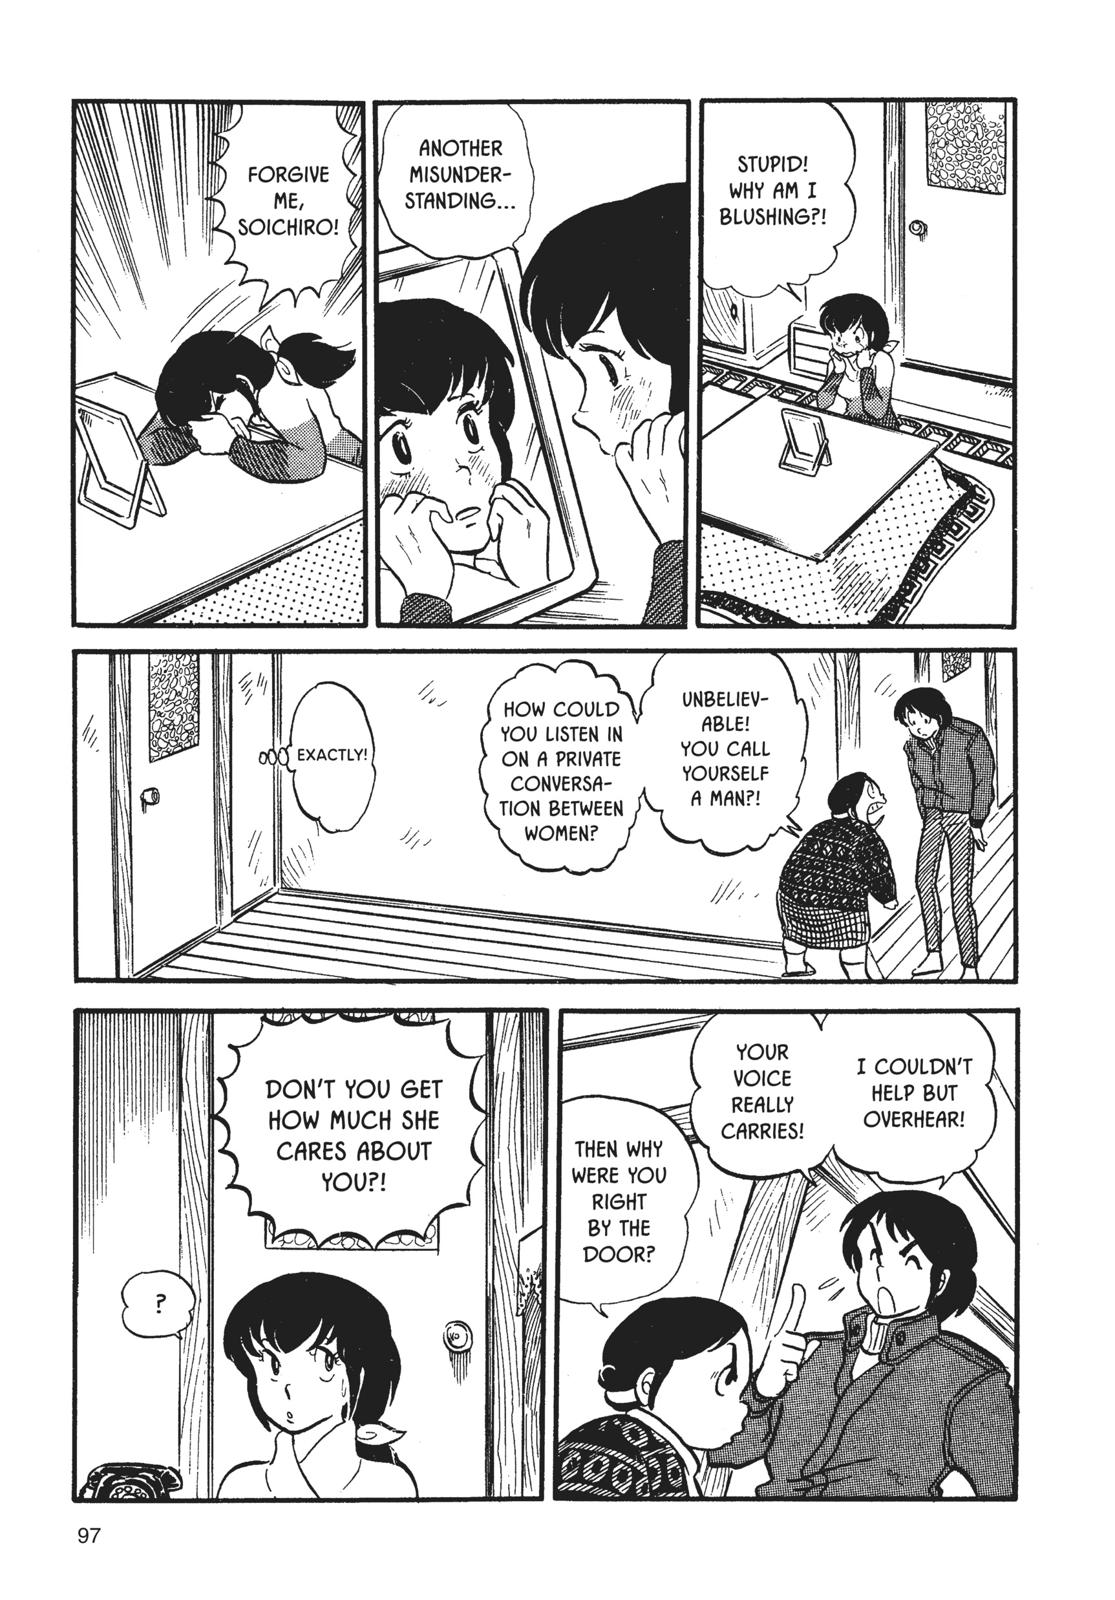 STUPID!
WHY AM I
BLUSHING?!
ANOTHER
MISUNDER-
STANDING...
FORGIVE
ME,
SOICHIRO!
UNBELIEV-
ABLE!
YOU CALL
YOURSELF
A MAN?!
HOW COULD
YOU LISTEN IN
ON A PRIVATE
CONVERSA-
TION BETWEEN
WOMEN?
EXACTLY!
I COULDN'T
HELP BUT
OVERHEAR!
YOUR
VOICE
REALLY
CARRIES!
THEN WHY
WERE YOU
RIGHT
BY THE
DOOR?
DON'T YOU GET
HOW MUCH SHE
CARES ABOUT
YOU?!
?
97